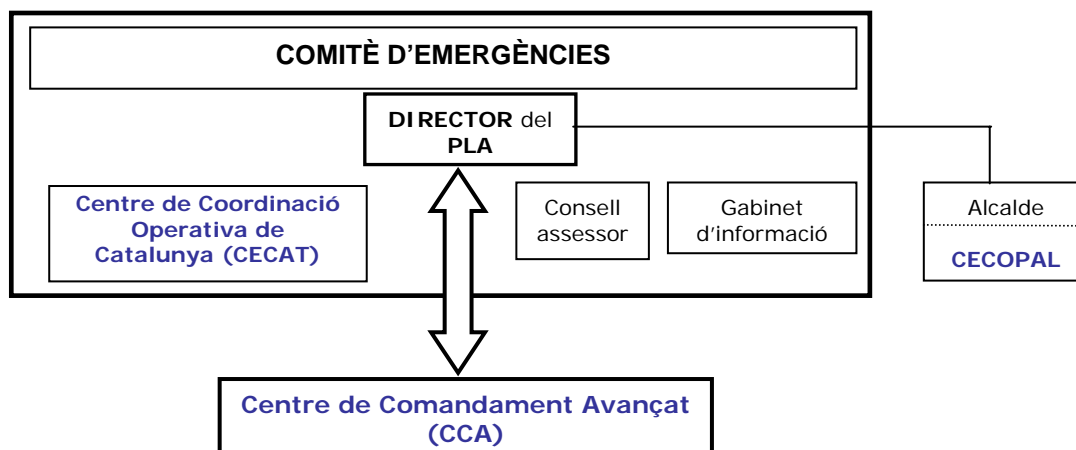 COMITÈ D'EMERGÈNCIES
DIRECTOR del
PLA
Centre de Coordinació
Operativa de
Catalunya (CECAT)
Consell
assessor
Gabinet
d'informació
Alcalde
CECOPAL
Centre de Comandament Avançat
(CCA)